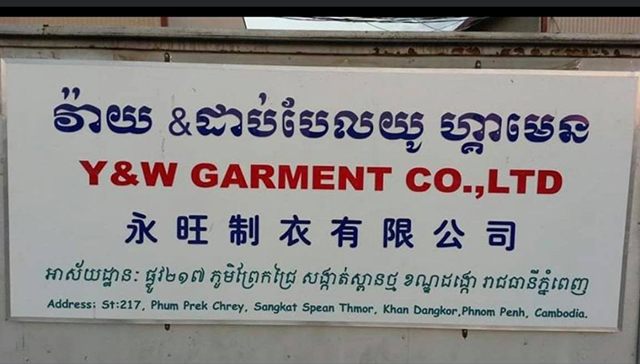 វ៉ាយ &ដាប់បែលយូ ហ្គាមេន
Y&W GARMENT CO.,LTD
永旺制衣有限公司
អាស័យដ្ឋានៈ ផ្លូវ២១៧ ភូមិព្រែកជ្រៃ សង្កាត់ស្ពានថ្ម ខណ្ឌដង្កោ រាជធានីភ្នំពេញ
Address: St:217, Phum Prek Chrey, Sangkat Spean Thmor, Khan Dangkor,Phnom Penh, Cambodia.